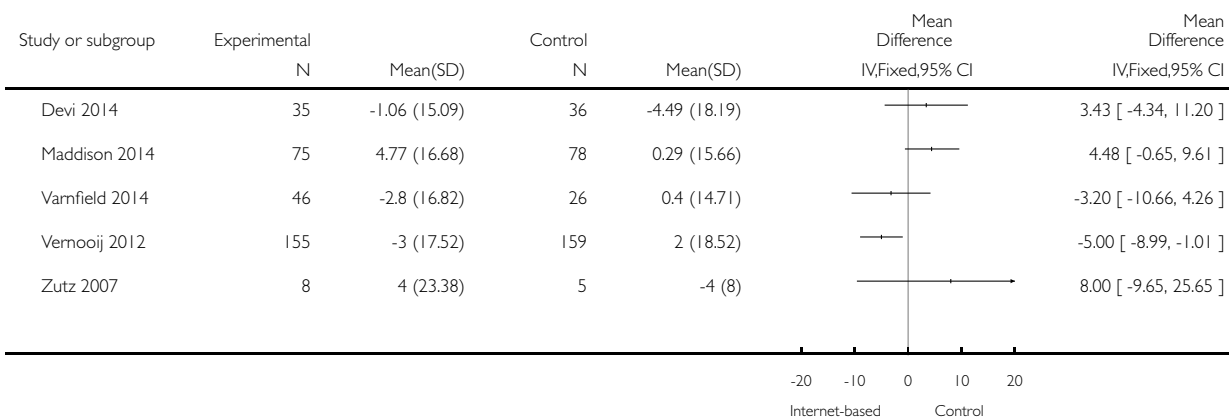 Mean Mean
Study or subgroup Experimental Control Difference Difference
N Mean(SD) N Mean(SD) IV,Fixed,95% CI IV,Fixed,95% CI
Devi 2014 35 -1.06 (15.09) 36 -4.49 (18.19) 3.43 [ -4.34, 11.20 ]
Maddison 2014 75 4.77 (16.68) 78 0.29 (15.66) 4.48 [ -0.65, 9.61 ]
Varnfield 2014 46 -2.8 (16.82) 26 0.4 (14.71) -3.20 [ -10.66, 4.26 ]
Vernooij 2012 155 -3 (17.52) 159 2 (18.52) -5.00 [ -8.99, -1.01 ]
Zutz 2007 8 4 (23.38) 5 -4 (8) 8.00 [ -9.65, 25.65 ]
-20 -10 0 10 20
Internet-based Control